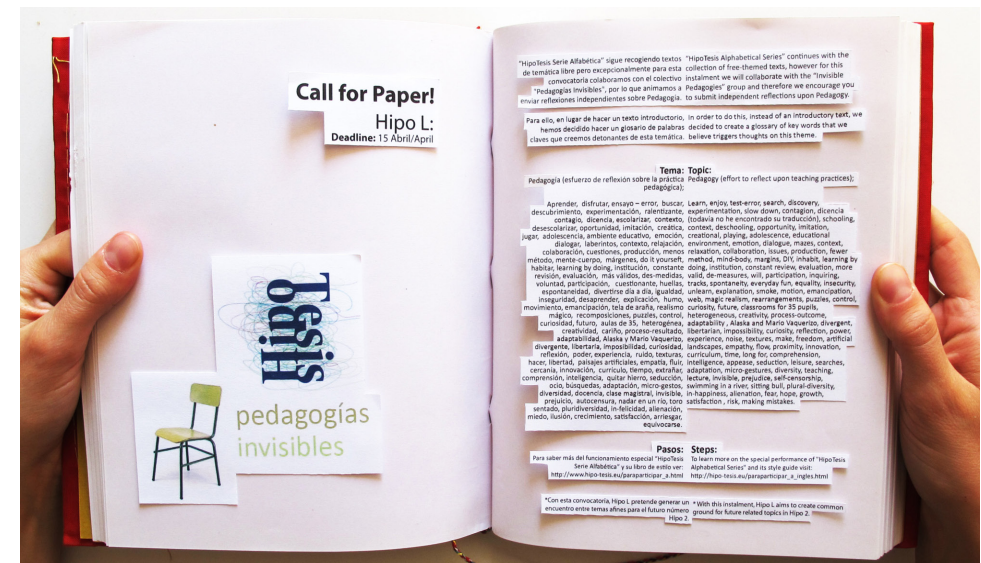 Call for Paper!
Hipo L:
Deadline: 15 Abril/April
Tesis
Hipo
pedagogías
invisibles
"HipoTesis Serie Alfabética" sigue recogiendo textos
de temática libre pero excepcionalmente para esta
convocatoria colaboramos con el colectivo
"Pedagogías Invisibles", por lo que animamos a
enviar reflexiones independientes sobre Pedagogia.
Para ello, en lugar de hacer un texto introductorio,
hemos decidido hacer un glosario de palabras
claves que creemos detonantes de esta temática.
"HipoTesis Alphabetical Series" continues with the
collection of free-themed texts, however for this
instalment we will collaborate with the "Invisible
Pedagogies" group and therefore we encourage you
to submit independent reflections upon Pedagogy.
In order to do this, instead of an introductory text, we
decided to create a glossary of key words that we
believe triggers thoughts on this theme.
Tema:
Pedagogía (esfuerzo de reflexión sobre la práctica
pedagógica);
Topic:
Pedagogy (effort to reflect upon teaching practices);
Aprender, disfrutar, ensayo – error, buscar,
descubrimiento, experimentación, ralentizante,
contagio, dicencia, escolarizar, contexto,
desescolarizar, oportunidad, imitación, creática,
jugar, adolescencia, ambiente educativo, emoción,
dialogar, laberintos, contexto, relajación,
colaboración, cuestiones, producción, menos
método, mente-cuerpo, márgenes, do it yourseft,
habitar, learning by doing, institución, constante
revisión, evaluación, más válidos, des-medidas,
voluntad, participación, cuestionante, huellas,
espontaneidad, divertirse día a día, igualdad,
inseguridad, desaprender, explicación, humo,
movimiento, emancipación, tela de araña, realismo
mágico, recomposiciones, puzzles, control,
curiosidad, futuro, aulas de 35, heterogénea,
creatividad, cariño, proceso-resultado,
adaptabilidad, Alaska y Mario Vaquerizo,
divergente, libertaria, imposibilidad, curiosidad,
reflexión, poder, experiencia, ruido, texturas,
hacer, libertad, paisajes artificiales, empatia, fluir,
cercanía, innovación, currículo, tiempo, extrañar,
comprensión, inteligencia, quitar hierro, seducción,
ocio, búsquedas, adaptación, micro-gestos,
diversidad, docencia, clase magistral, invisible,
prejuicio, autocensura, nadar en un río, toro
sentado, pluridiversidad, in-felicidad, alienación,
miedo, ilusión, crecimiento, satisfacción, arriesgar,
equivocarse.
Learn, enjoy, test-error, search, discovery,
experimentation, slow down, contagion, dicencia
(todavía no he encontrado su traducción), schooling,
context, deschooling, opportunity, imitation,
creational, playing, adolescence, educational
environment, emotion, dialogue, mazes, context,
relaxation, collaboration, issues, production, fewer
method, mind-body, margins, DIY, inhabit, learning by
doing, institution, constant review, evaluation, more
valid, de-measures, will, participation, inquiring,
tracks, spontaneity, everyday fun, equality, insecurity,
unlearn, explanation, smoke, motion, emancipation,
web, magic realism, rearrangements, puzzles, control,
curiosity, future, classrooms for 35 pupils,
heterogeneous, creativity, process-outcome,
adaptability , Alaska and Mario Vaquerizo, divergent,
libertarian, impossibility, curiosity, reflection, power,
experience, noise, textures, make, freedom, artificial
landscapes, empathy, flow, proximity, innovation,
curriculum, time, long for, comprehension,
intelligence, appease, seduction, leisure, searches,
adaptation, micro-gestures, diversity, teaching,
lecture, invisible, prejudice, self-censorship,
swimming in a river, sitting bull, plural-diversity,
in-happiness, alienation, fear, hope, growth,
satisfaction , risk, making mistakes.
Pasos:
Para saber más del funcionamiento especial "HipoTesis
Serie Alfabética" y su libro de estilo ver:
http://www.hipo-tesis.eu/paraparticipar_a.html
Steps:
To learn more on the special performance of "HipoTesis
Alphabetical Series" and its style guide visit:
http://hipo-tesis.eu/paraparticipar_a_ingles.html
*Con esta convocatoria, Hipo L pretende generar un
encuentro entre temas afines para el futuro número
Hipo 2.
*With this instalment, Hipo L aims to create common
ground for future related topics in Hipo 2.